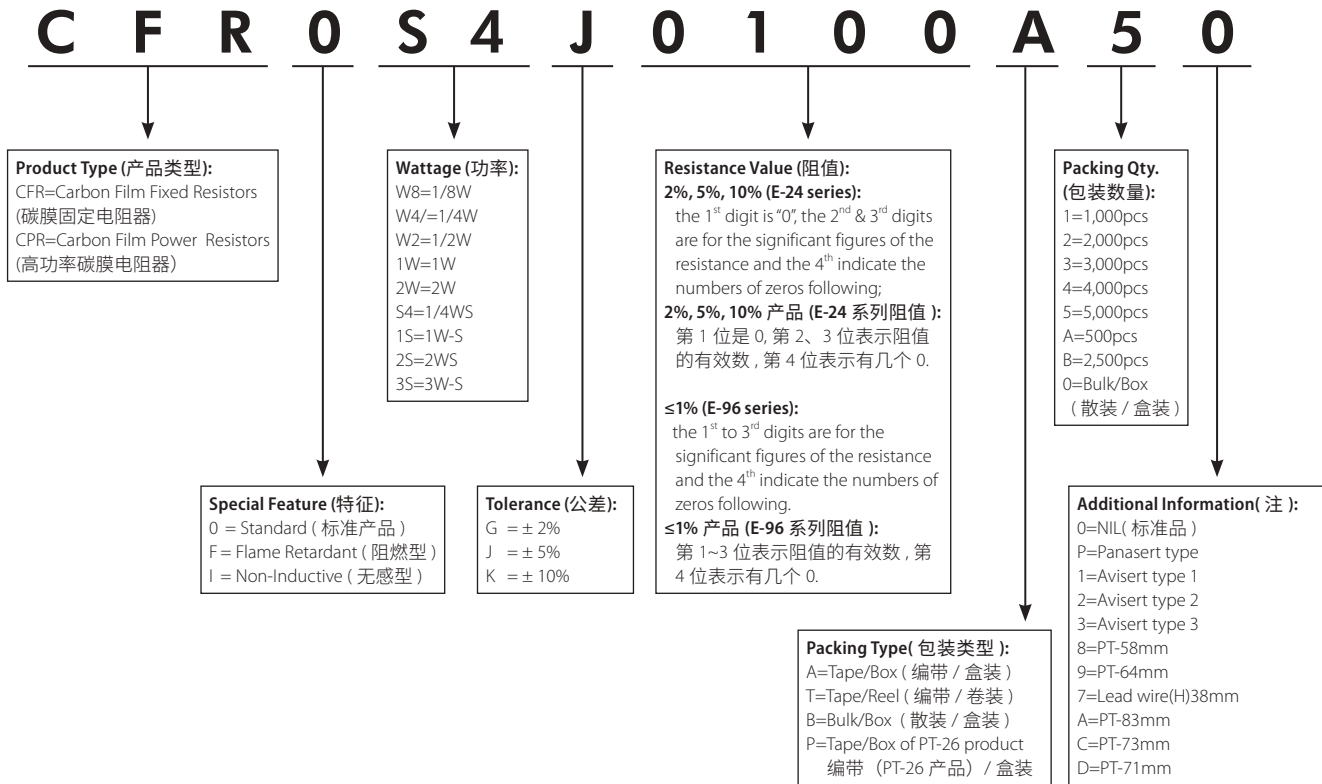 C F R 0 S 4 J 0 1 0 0 A 5 0
Product Type (产品类型):
CFR=Carbon Film Fixed Resistors
(碳膜固定电阻器)
CPR=Carbon Film Power Resistors
(高功率碳膜电阻器）
Wattage (功率):
W8=1/8W
W4/=1/4W
W2=1/2W
1W=1W
2W=2W
S4=1/4WS
1S=1W-S
2S=2WS
3S=3W-S
Resistance Value (阻值):
2%, 5%, 10% (E-24 series):
the 1st digit is "0", the 2nd & 3rd digits
are for the significant figures of the
resistance and the 4th indicate the
numbers of zeros following;
2%, 5%, 10% 产品 (E-24 系列阻值 ):
第 1 位是 0, 第 2、3 位表示阻值
的有效数 , 第 4 位表示有几个 0.
≤1% (E-96 series):
the 1st to 3rd digits are for the
significant figures of the resistance
and the 4th indicate the numbers of
zeros following.
≤1% 产品 (E-96 系列阻值 ):
第 1~3 位表示阻值的有效数 , 第
4 位表示有几个 0.
Packing Qty.
(包装数量):
1=1,000pcs
2=2,000pcs
3=3,000pcs
4=4,000pcs
5=5,000pcs
A=500pcs
B=2,500pcs
0=Bulk/Box
( 散装 / 盒装 )
Special Feature (特征):
0 = Standard ( 标准产品 )
F = Flame Retardant ( 阻燃型 )
I = Non-Inductive ( 无感型 )
Tolerance (公差):
G = ± 2%
J = ± 5%
K = ± 10%
Packing Type( 包装类型 ):
A=Tape/Box ( 编带 / 盒装 )
T=Tape/Reel ( 编带 / 卷装 )
B=Bulk/Box （散装 / 盒装 )
P=Tape/Box of PT-26 product
编带（PT-26 产品）/ 盒装
Additional Information( 注 ):
0=NIL( 标准品 )
P=Panasert type
1=Avisert type 1
2=Avisert type 2
3=Avisert type 3
8=PT-58mm
9=PT-64mm
7=Lead wire(H)38mm
A=PT-83mm
C=PT-73mm
D=PT-71mm